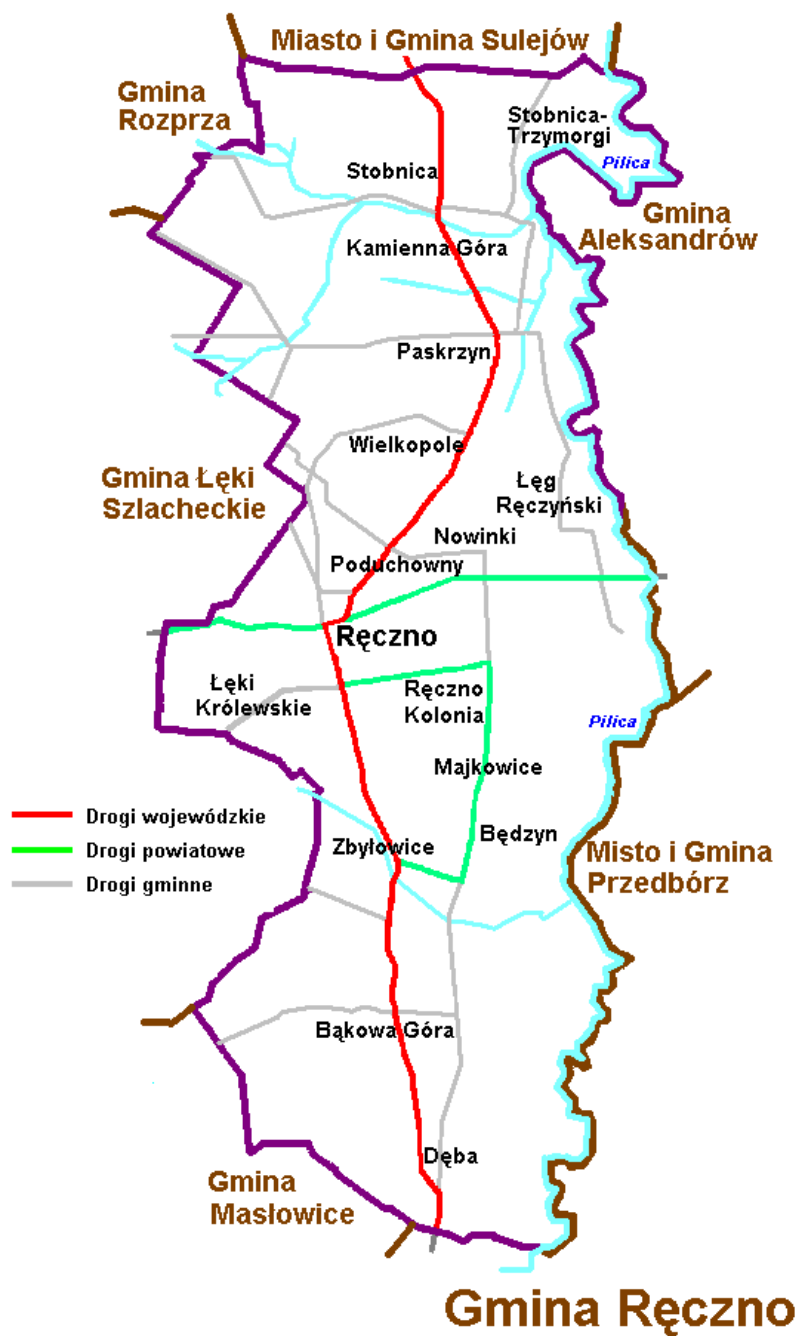 Miasto i Gmina Sulejów
Gmina
Rozprza
Stobnica-
Trzymorgi
Pilica
Stobnica
Gmina
Aleksandrów
Kamienna Góra
Paskrzyn
Wielkopole
Gmina Łęki
Szlacheckie
Łęg
Ręczyński
Nowinki
Poduchowny
Ręczno
Łęki
Królewskie
Ręczno
Kolonia
Pilica
Majkowice
Drogi wojewódzkie
Drogi powiatowe
Drogi gminne
Zbyłowice
Będzyn
Misto i Gmina
Przedbórz
Bąkowa Góra
Dęba
Gmina
Masłowice
Gmina Ręczno